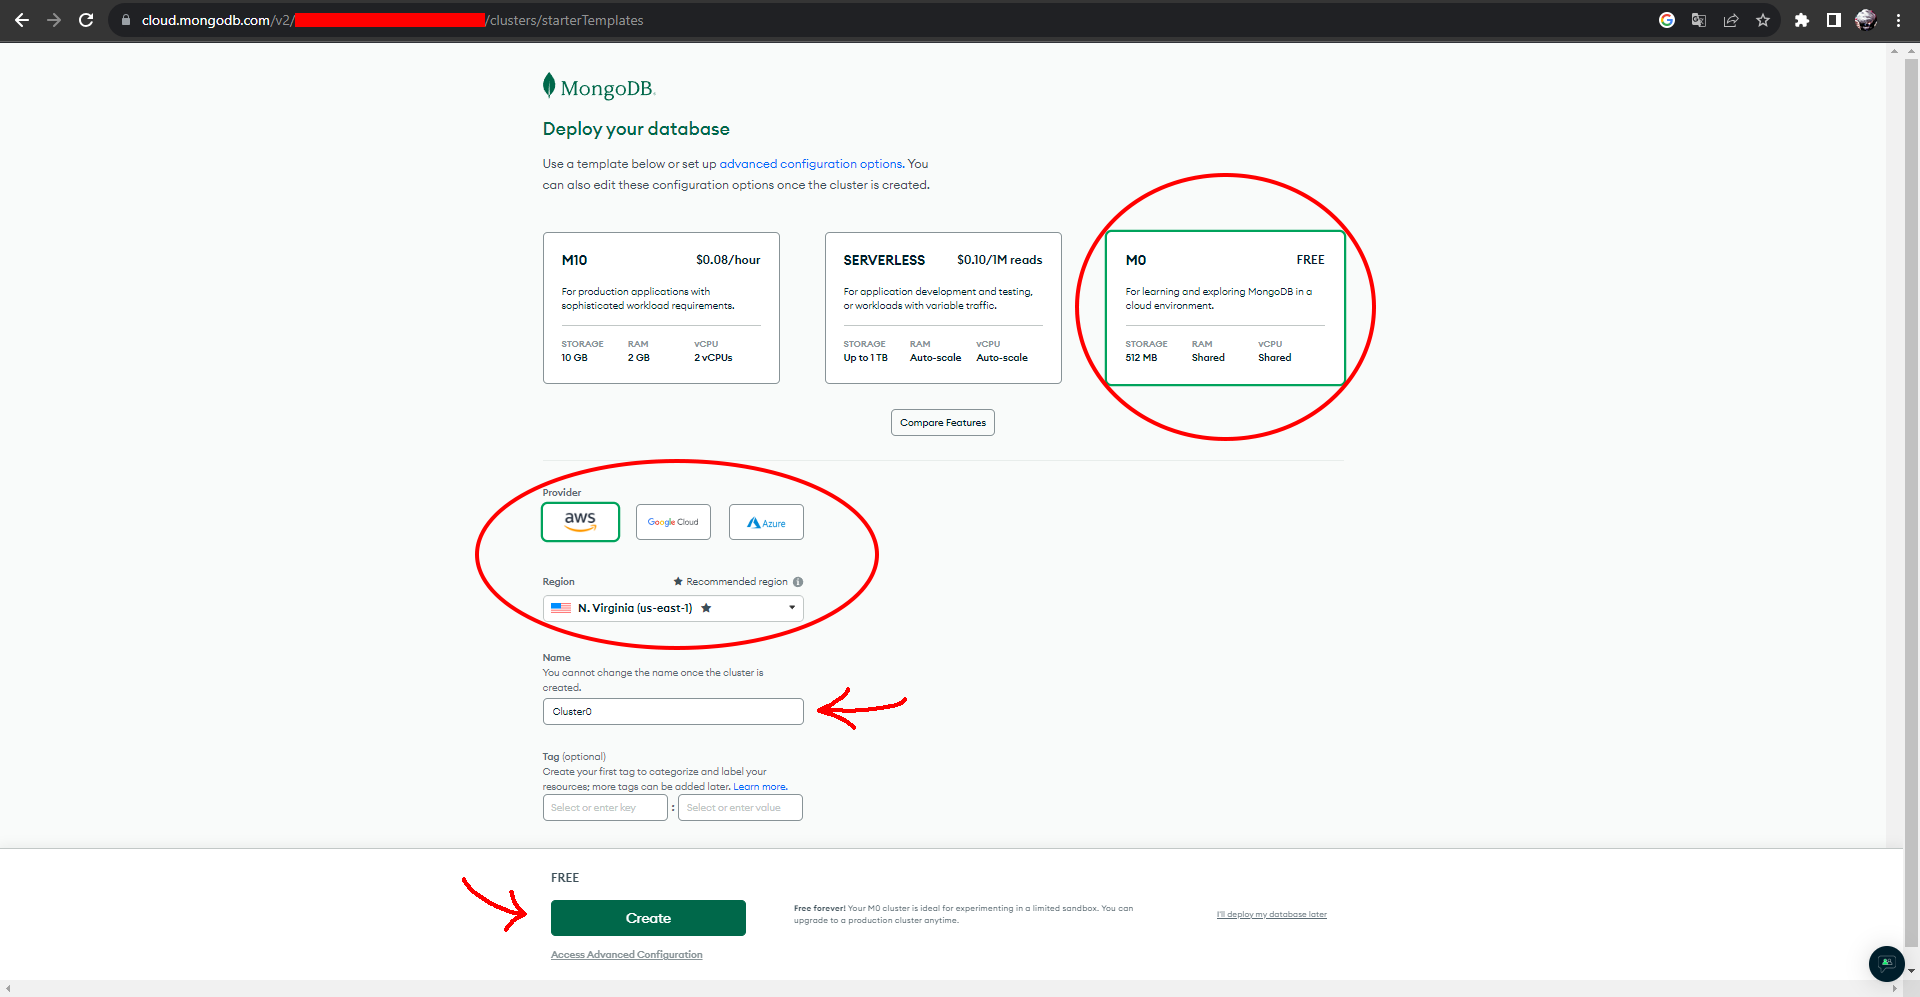 cloud.mongodb.com/v2/ /clusters/starterTemplates
MongoDB.
Deploy your database
Use a template below or set up advanced configuration options. You
can also edit these configuration options once the cluster is created.
M10 $0.08/hour
For production applications with
sophisticated workload requirements.
STORAGE RAM vCPU
10 GB 2 GB 2 vCPUs
SERVERLESS $0.10/1M reads
For application development and testing,
or workloads with variable traffic.
STORAGE RAM vCPU
Up to 1 TB Auto-scale Auto-scale
M0 FREE
For learning and exploring MongoDB in a
cloud environment.
STORAGE RAM vCPU
512 MB Shared Shared
Compare Features
Provider
aws Google Cloud Azure
Region ★ Recommended region
N. Virginia (us-east-1) ★
Name
You cannot change the name once the cluster is
created.
Cluster0
Tag (optional)
Create your first tag to categorize and label your
resources; more tags can be added later. Learn more.
Select or enter key : Select or enter value
FREE
Create
Free forever! Your M0 cluster is ideal for experimenting in a limited sandbox. You can
upgrade to a production cluster anytime.
I'll deploy my database later
Access Advanced Configuration